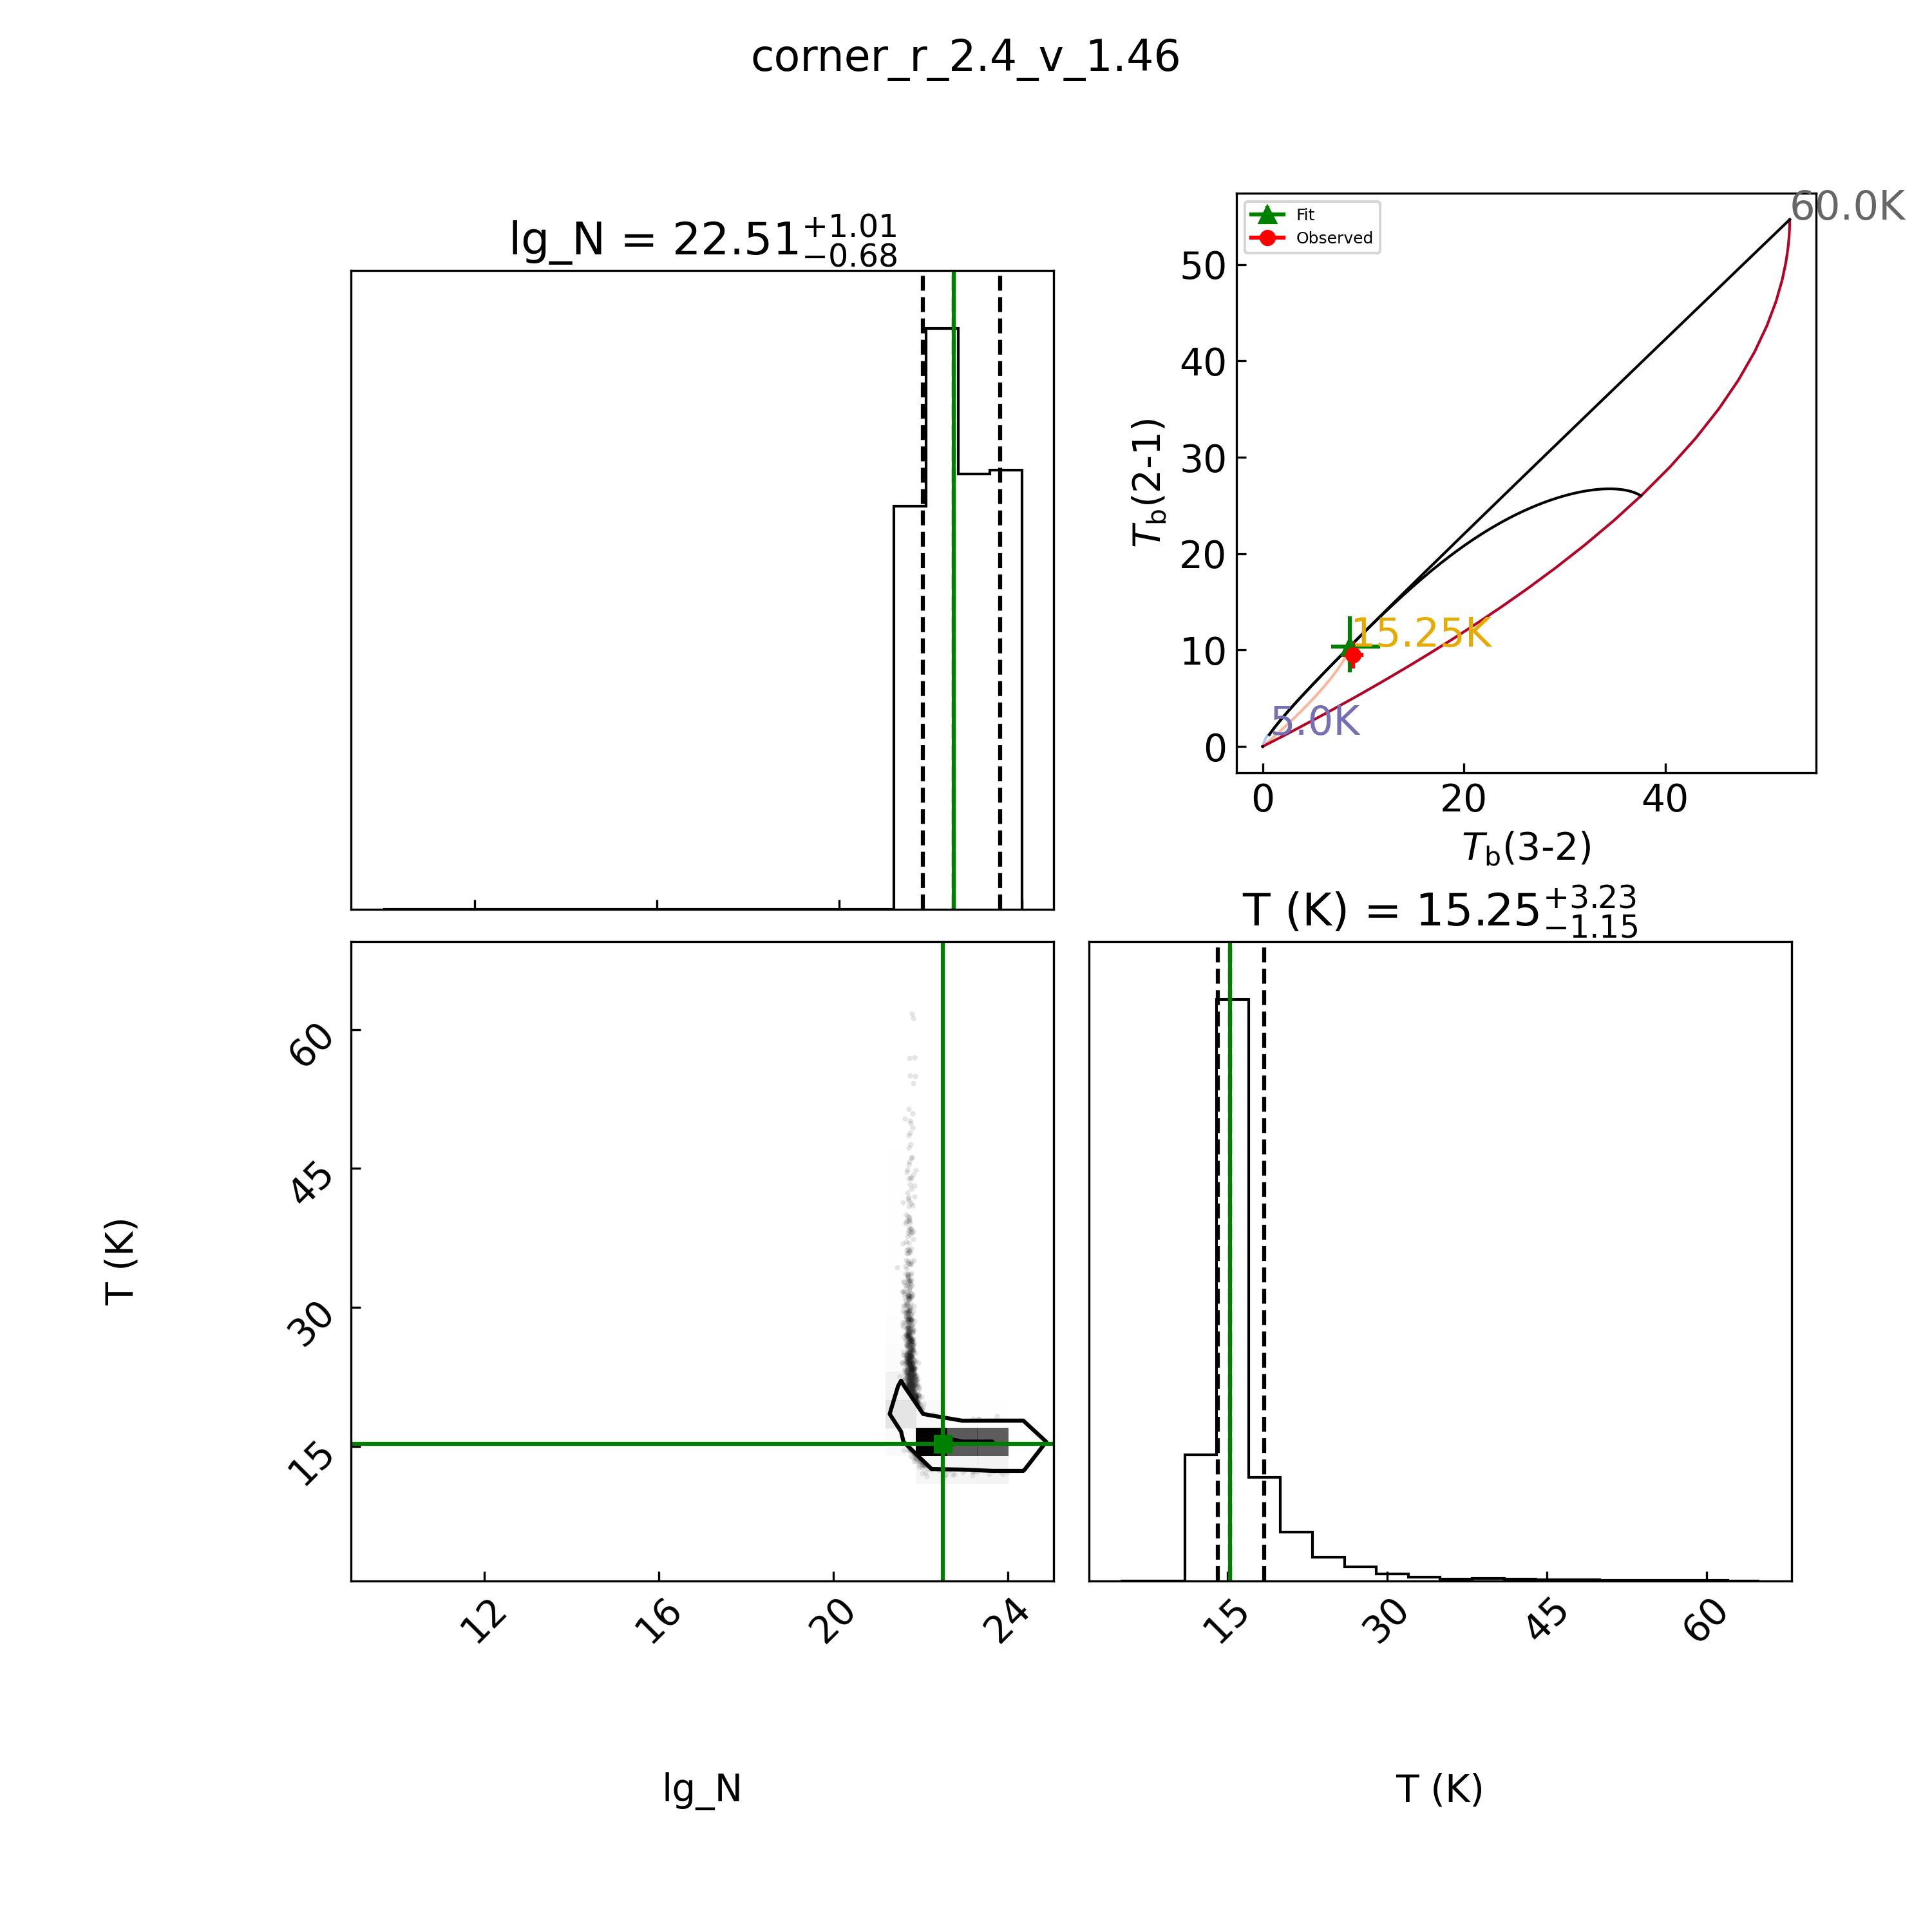 corner_r_2.4_v_1.46
lg_N = 22.51 +1.01 −0.68
60.0K
Fit
Observed
50
40
30
20
10
0
T_b(2-1)
15.25K
5.0K
0 20 40
T_b(3-2)
T (K) = 15.25 +3.23 −1.15
60
45
30
15
T (K)
12 16 20 24
15 30 45 60
lg_N
T (K)